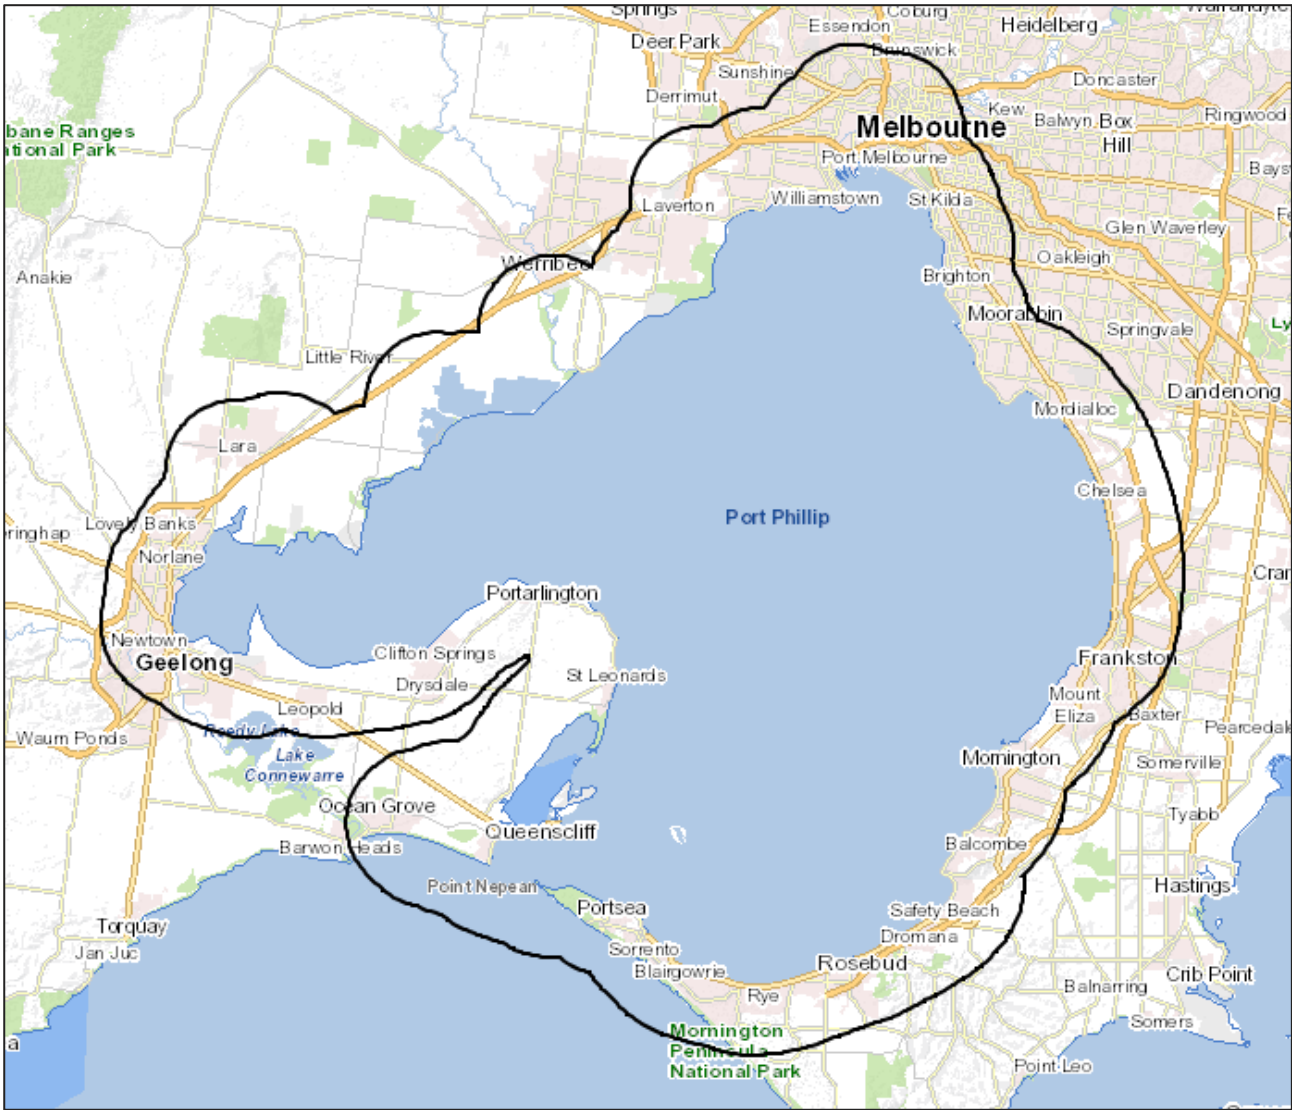 Springs
Coburg
Essendon
Heidelberg
Deer Park
Brunswick
Sunshine
Doncaster
Derrimut
Kew
Ringwood
Balwyn
Box
Hill
Melbourne
bane Ranges
ational Park
Port Melbourne
Williamstown
St Kilda
Laverton
Glen Waverley
Oakleigh
Werribee
Anakie
Brighton
Moorabbin
Springvale
Ly
Little River
Dandenong
Mordialloc
Lara
Chelsea
Port Phillip
Lovely Banks
eringhap
Norlane
Cran
Portarlington
Newtown
Geelong
Clifton Springs
Frankston
Drysdale
St Leonards
Mount
Eliza
Leopold
Baxter
Pearcedale
Reedy Lake
Waurn Ponds
Lake
Connewarre
Mornington
Somerville
Ocean Grove
Tyabb
Queenscliff
Barwon Heads
Balcombe
Point Nepean
Hastings
Portsea
Safety Beach
Torquay
Dromana
Jan Juc
Sorrento
Blairgowrie
Rosebud
Crib Point
Rye
Balnarring
Somers
Mornington
Peninsula
National Park
a
Point Leo